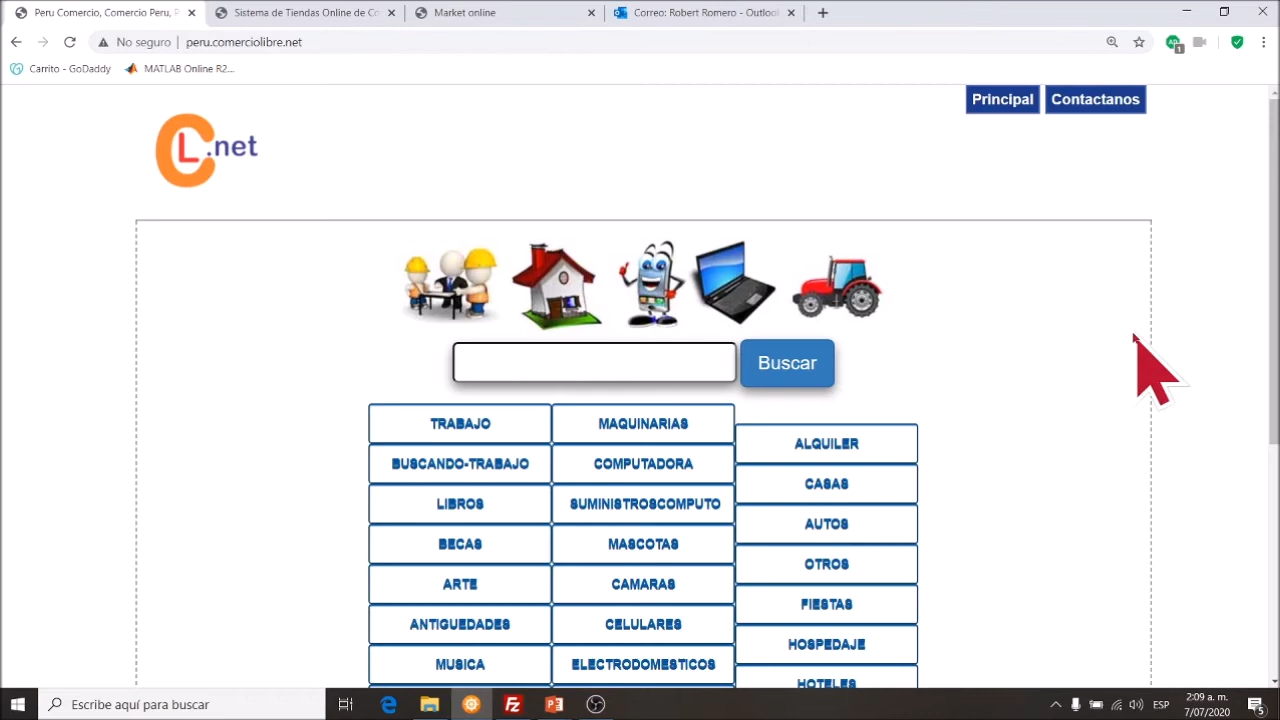 Peru Comercio, Comercio Peru, P
Sistema de Tiendas Online de Co
Market online
Correo: Robert Romero - Outlook
No seguro
peru.comerciolibre.net
Carrito - GoDaddy
MATLAB Online R2...
Principal
Contactanos
CL.net
Buscar
TRABAJO
MAQUINARIAS
ALQUILER
BUSCANDO-TRABAJO
COMPUTADORA
CASAS
LIBROS
SUMINISTROSCOMPUTO
AUTOS
BECAS
MASCOTAS
OTROS
ARTE
CAMARAS
FIESTAS
ANTIGUEDADES
CELULARES
HOSPEDAJE
MUSICA
ELECTRODOMESTICOS
HOTELES
Escribe aquí para buscar
ESP
2:09 a. m.
7/07/2020
5